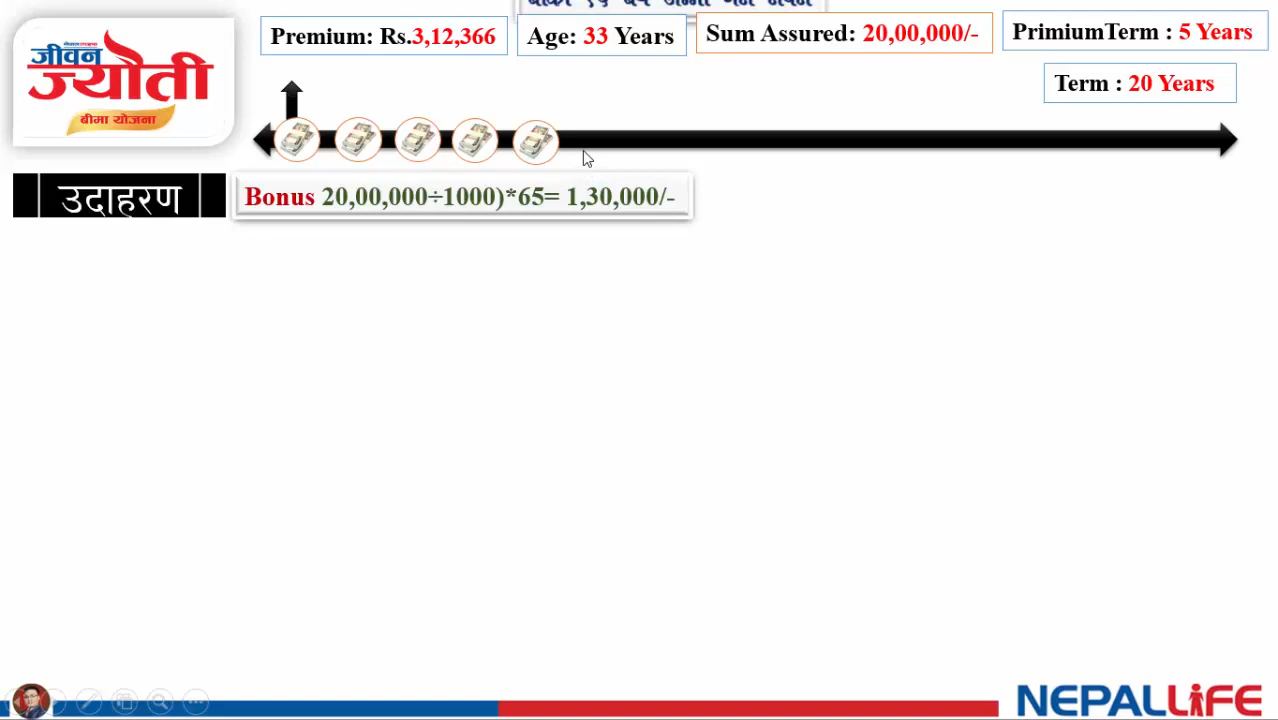 Premium: Rs.3,12,366
Age: 33 Years
Sum Assured: 20,00,000/-
PrimiumTerm : 5 Years
Term : 20 Years
जीवन
ज्योती
बीमा योजना
उदाहरण
Bonus 20,00,000÷1000)*65= 1,30,000/-
NEPALLIFE